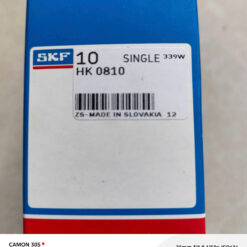 SKF 10 SINGLE 339W
HK 0810
ZS-MADE IN SLOVAKIA 12
CAMON 30S